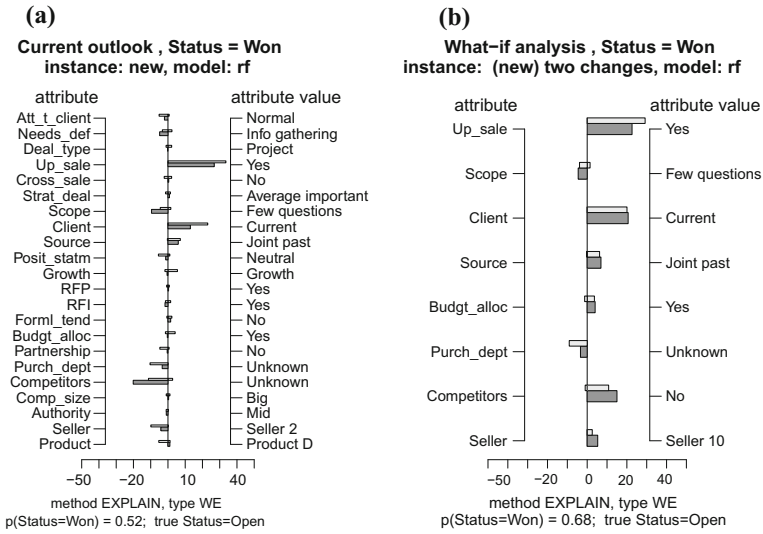 (a)
Current outlook , Status = Won
instance: new, model: rf
attribute attribute value
Att_t_client Normal
Needs_def Info gathering
Deal_type Project
Up_sale Yes
Cross_sale No
Strat_deal Average important
Scope Few questions
Client Current
Source Joint past
Posit_statm Neutral
Growth Growth
RFP Yes
RFI Yes
Forml_tend No
Budgt_alloc Yes
Partnership No
Purch_dept Unknown
Competitors Unknown
Comp_size Big
Authority Mid
Seller Seller 2
Product Product D
−50 −20 10 40
method EXPLAIN, type WE
p(Status=Won) = 0.52; true Status=Open
(b)
What−if analysis , Status = Won
instance: (new) two changes, model: rf
attribute attribute value
Up_sale Yes
Scope Few questions
Client Current
Source Joint past
Budgt_alloc Yes
Purch_dept Unknown
Competitors No
Seller Seller 10
−50 −20 0 20 40
method EXPLAIN, type WE
p(Status=Won) = 0.68; true Status=Open